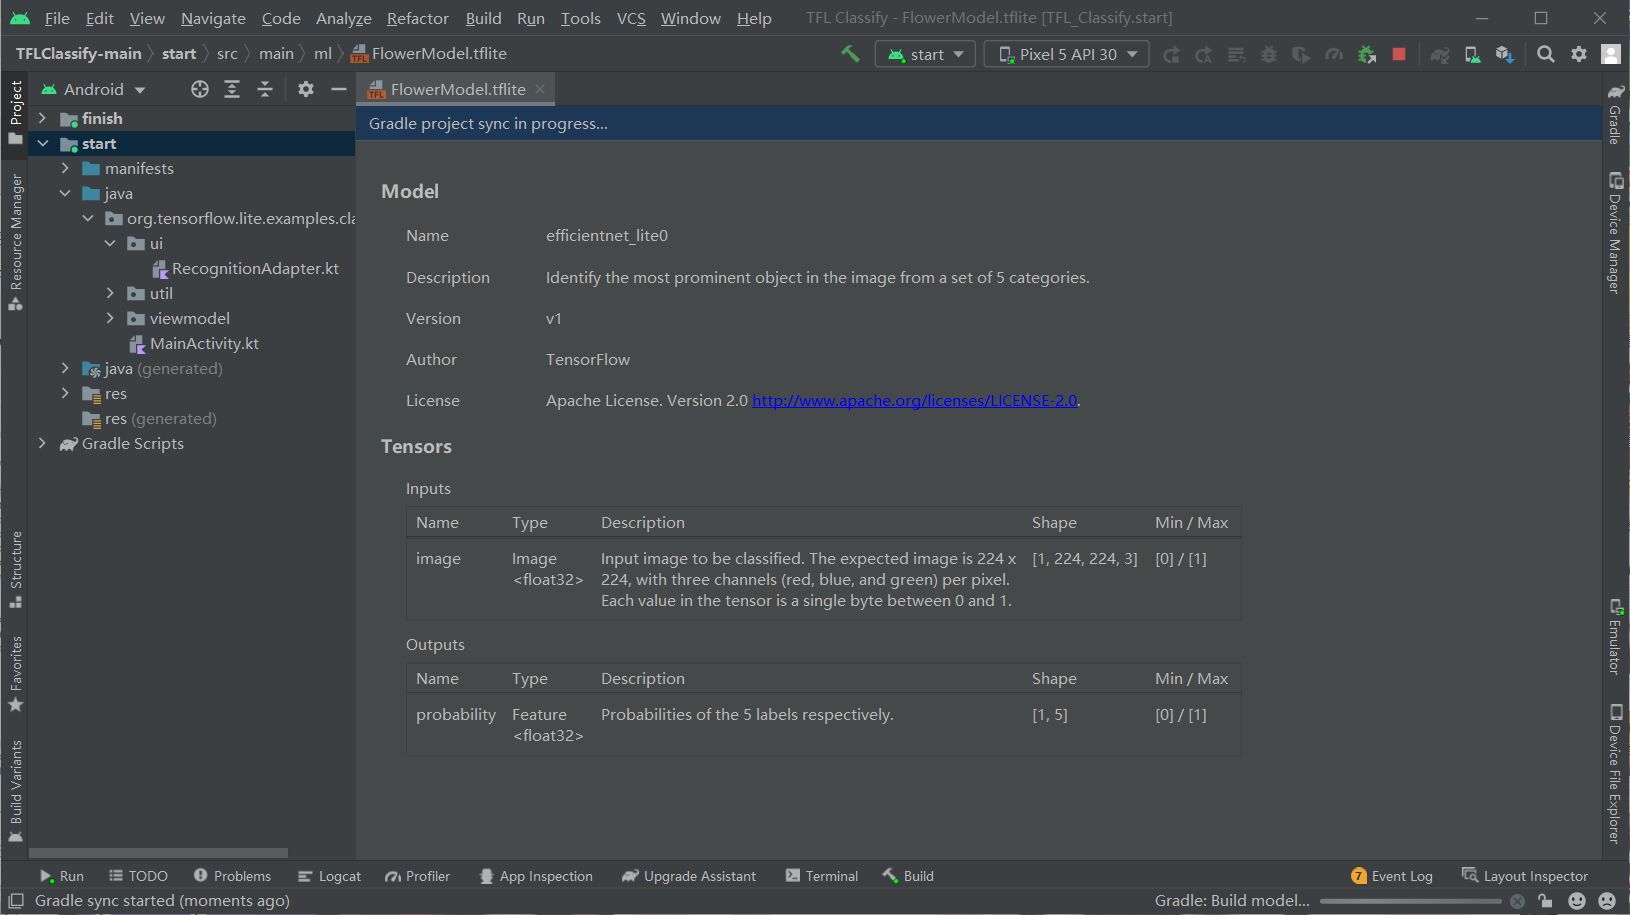 File Edit View Navigate Code Analyze Refactor Build Run Tools VCS Window Help TFL Classify - FlowerModel.tflite [TFL_Classify.start]
TFLClassify-main start src main ml FlowerModel.tflite start Pixel 5 API 30
Android
FlowerModel.tflite
Gradle project sync in progress...
finish
start
manifests
java
org.tensorflow.lite.examples.cla
ui
RecognitionAdapter.kt
util
viewmodel
MainActivity.kt
java (generated)
res
res (generated)
Gradle Scripts
Project
Resource Manager
Structure
Favorites
Build Variants
Model
Name efficientnet_lite0
Description Identify the most prominent object in the image from a set of 5 categories.
Version v1
Author TensorFlow
License Apache License. Version 2.0 http://www.apache.org/licenses/LICENSE-2.0.
Tensors
Inputs
Name Type Description Shape Min / Max
image Image Input image to be classified. The expected image is 224 x [1, 224, 224, 3] [0] / [1]
<float32> 224, with three channels (red, blue, and green) per pixel.
Each value in the tensor is a single byte between 0 and 1.
Outputs
Name Type Description Shape Min / Max
probability Feature Probabilities of the 5 labels respectively. [1, 5] [0] / [1]
<float32>
Gradle
Device Manager
Emulator
Device File Explorer
Run TODO Problems Logcat Profiler App Inspection Upgrade Assistant Terminal Build 7 Event Log Layout Inspector
Gradle sync started (moments ago) Gradle: Build model...